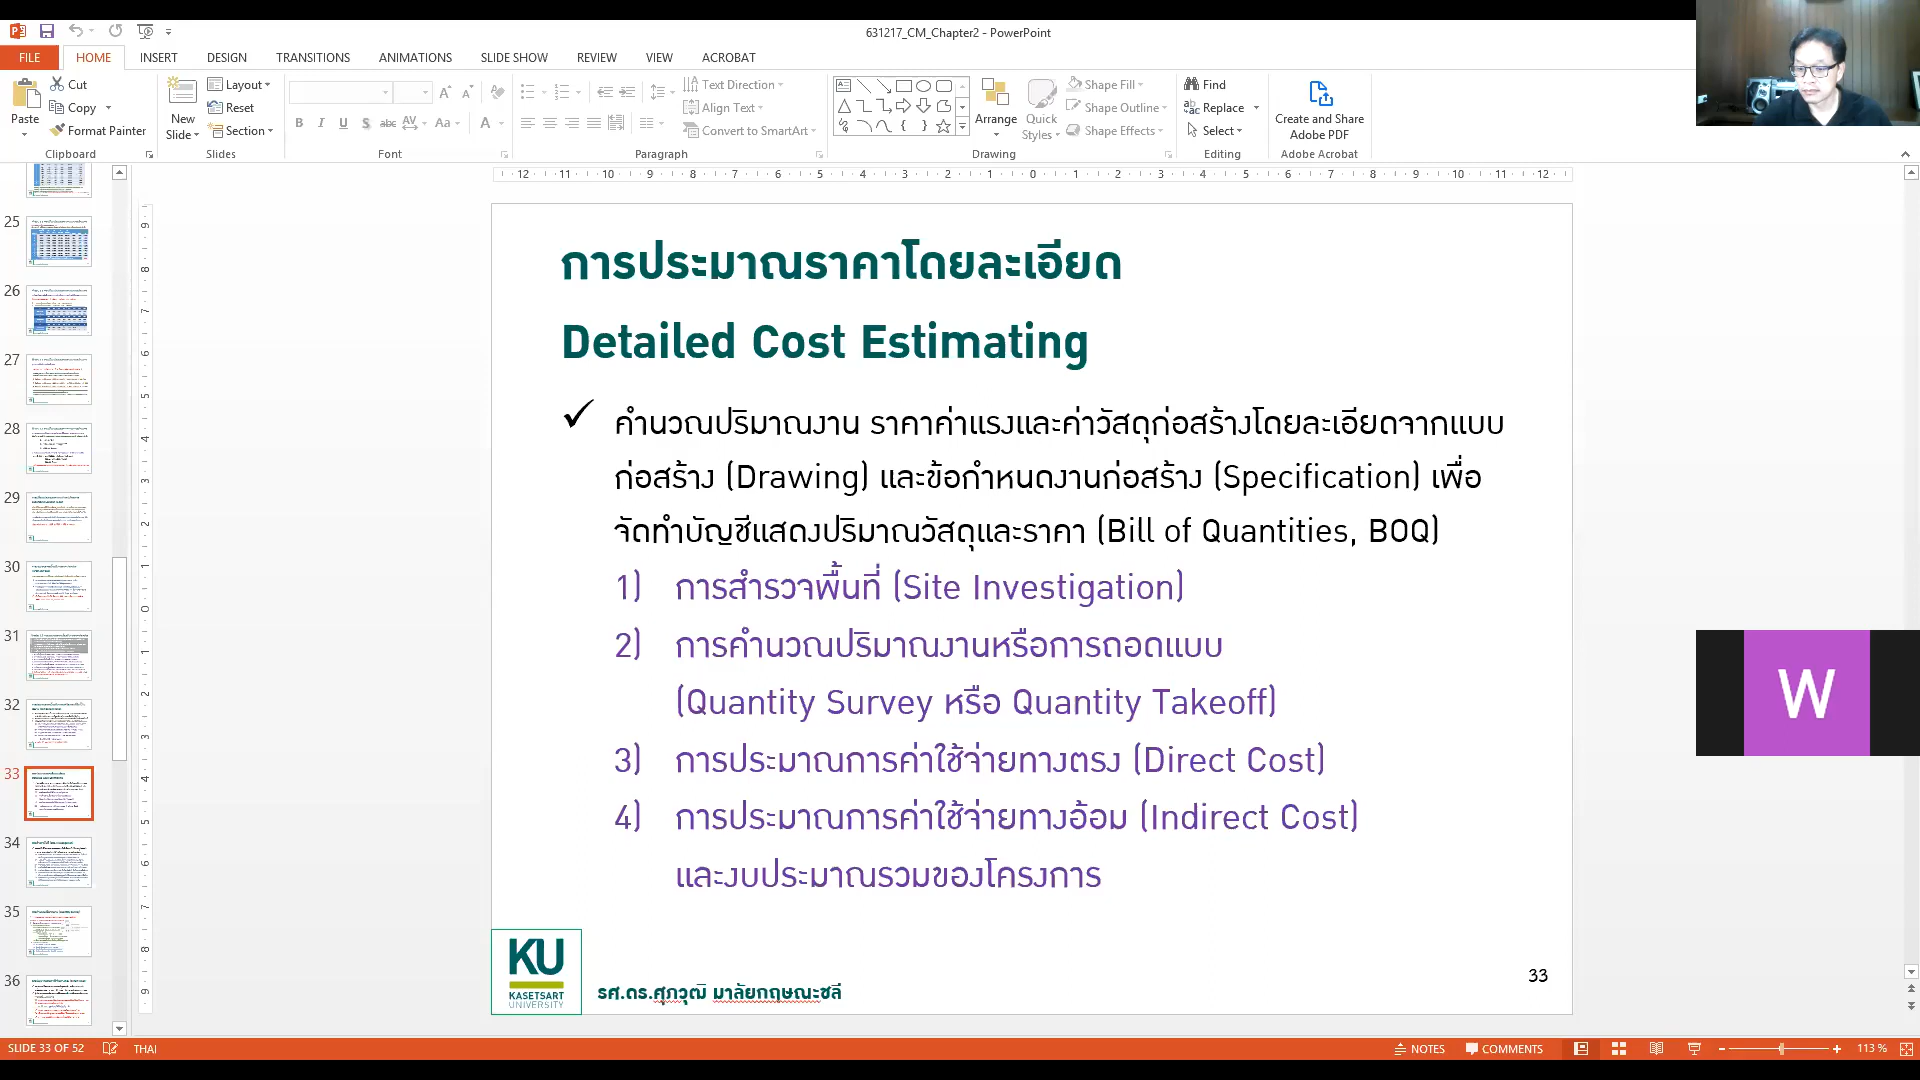 631217_CM_Chapter2 - PowerPoint
FILE
HOME
INSERT
DESIGN
TRANSITIONS
ANIMATIONS
SLIDE SHOW
REVIEW
VIEW
ACROBAT
Paste
Cut
Copy
Format Painter
Clipboard
New
Slide
Layout
Reset
Section
Slides
Font
Text Direction
Align Text
Convert to SmartArt
Paragraph
Arrange
Quick
Styles
Shape Fill
Shape Outline
Shape Effects
Drawing
Find
Replace
Select
Editing
Create and Share
Adobe PDF
Adobe Acrobat
25
26
27
28
29
30
31
32
33
34
35
36
การประมาณราคาโดยละเอียด
Detailed Cost Estimating
✓ คำนวณปริมาณงาน ราคาค่าแรงและค่าวัสดุก่อสร้างโดยละเอียดจากแบบ
ก่อสร้าง (Drawing) และข้อกำหนดงานก่อสร้าง (Specification) เพื่อ
จัดทำบัญชีแสดงปริมาณวัสดุและราคา (Bill of Quantities, BOQ)
1) การสำรวจพื้นที่ (Site Investigation)
2) การคำนวณปริมาณงานหรือการถอดแบบ
(Quantity Survey หรือ Quantity Takeoff)
3) การประมาณการค่าใช้จ่ายทางตรง (Direct Cost)
4) การประมาณการค่าใช้จ่ายทางอ้อม (Indirect Cost)
และงบประมาณรวมของโครงการ
KU
KASETSART
UNIVERSITY
รศ.ดร.ศุภวุฒิ มาลัยกฤษณะชลี
33
W
SLIDE 33 OF 52
THAI
NOTES
COMMENTS
113 %